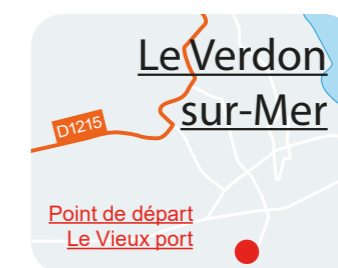 Le Verdon
sur-Mer
D1215
Point de départ
Le Vieux port